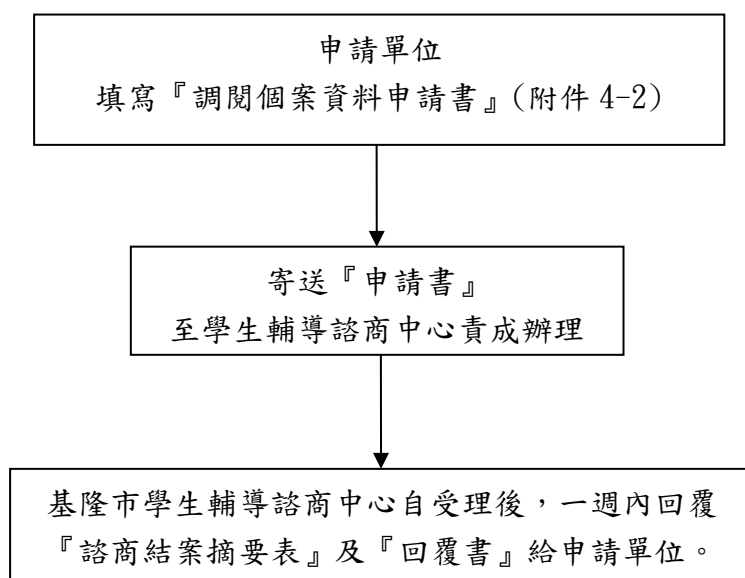 申請單位
填寫『調閱個案資料申請書』(附件 4-2)
寄送『申請書』
至學生輔導諮商中心責成辦理
基隆市學生輔導諮商中心自受理後，一週內回覆
『諮商結案摘要表』及『回覆書』給申請單位。